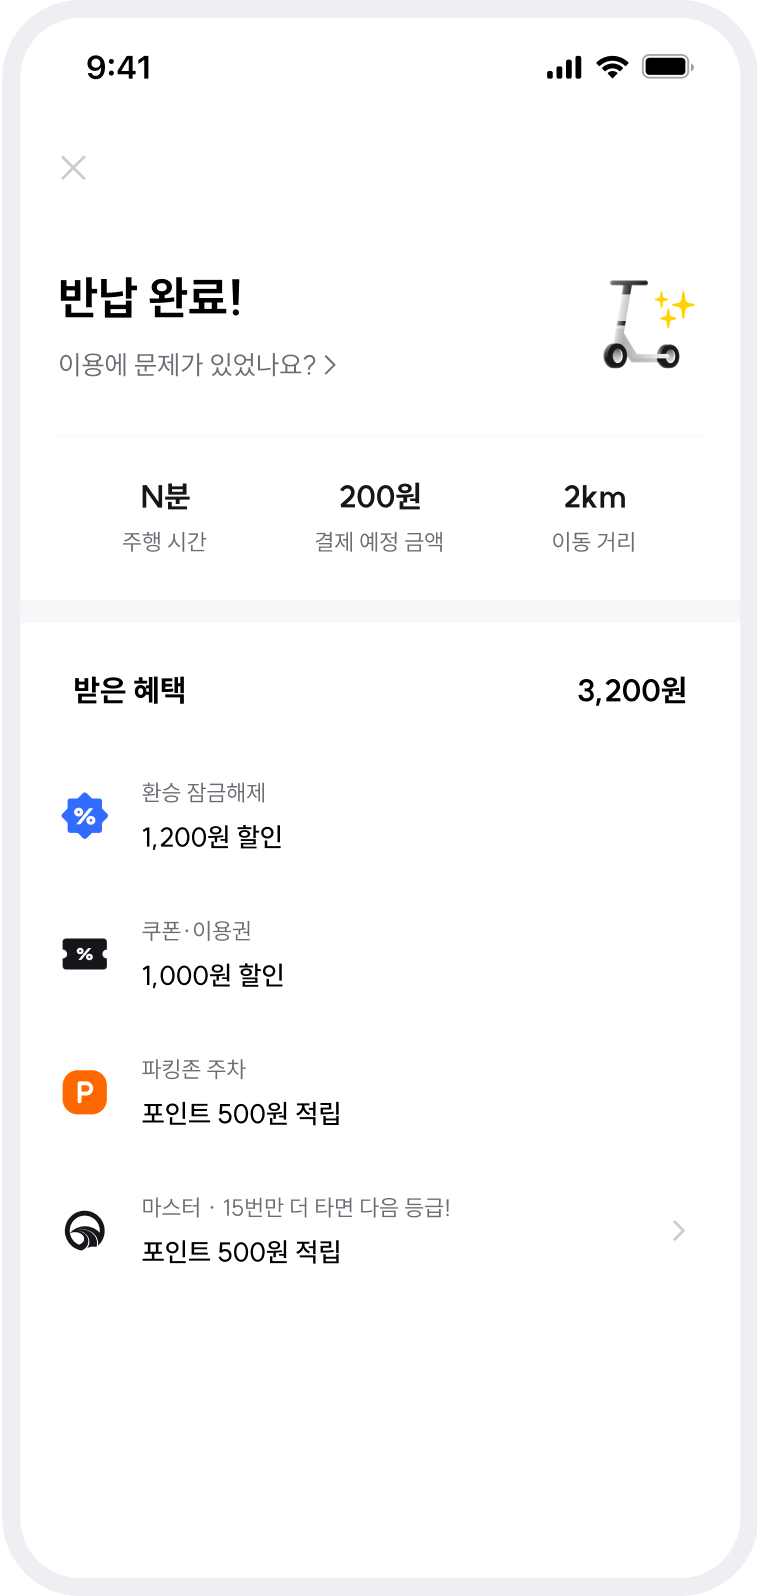 9:41
반납 완료!
이용에 문제가 있었나요? >
N분 200원 2km
주행 시간 결제 예정 금액 이동 거리
받은 혜택 3,200원
환승 잠금해제
% 1,200원 할인
쿠폰·이용권
% 1,000원 할인
파킹존 주차
P 포인트 500원 적립
마스터 · 15번만 더 타면 다음 등급!
포인트 500원 적립